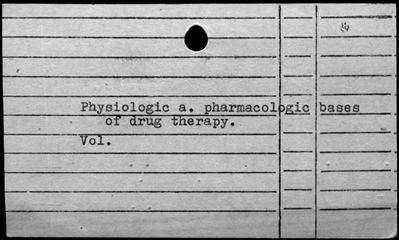 Physiologic a. pharmacologic bases
of drug therapy.
Vol.